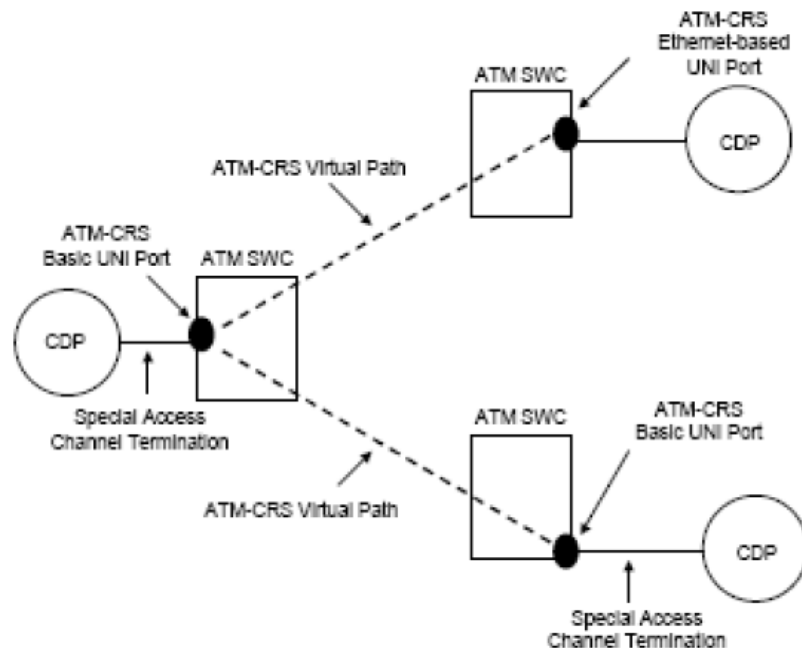 ATM-CRS
Ethernet-based
UNI Port
ATM SWC
CDP
ATM-CRS Virtual Path
ATM-CRS
Basic UNI Port
ATM SWC
CDP
Special Access
Channel Termination
ATM SWC
ATM-CRS
Basic UNI Port
ATM-CRS Virtual Path
CDP
Special Access
Channel Termination